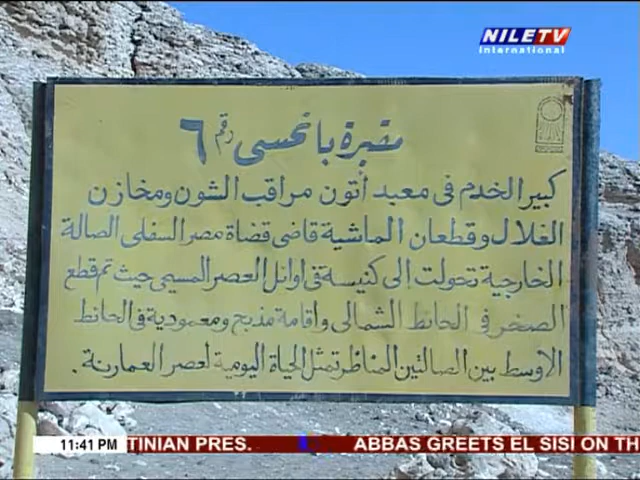 NILE TV
International
مقبرة بانحسى رقم ٦
كبير الخدم فى معبد أتون مراقب الشون ومخازن
الغلال وقطعان الماشية قاضى قضاة مصر السفلى الصالة
الخارجية تحولت إلى كنيسة فى اوائل العصر المسيحى حيث تم قطع
الصخر فى الحائط الشمالى واقامة مذبح ومعمودية فى الحائط
الاوسط بين الصالتين المناظر تمثل الحياة اليومية لعصر العمارنة .
11:41 PM TINIAN PRES. ABBAS GREETS EL SISI ON TH